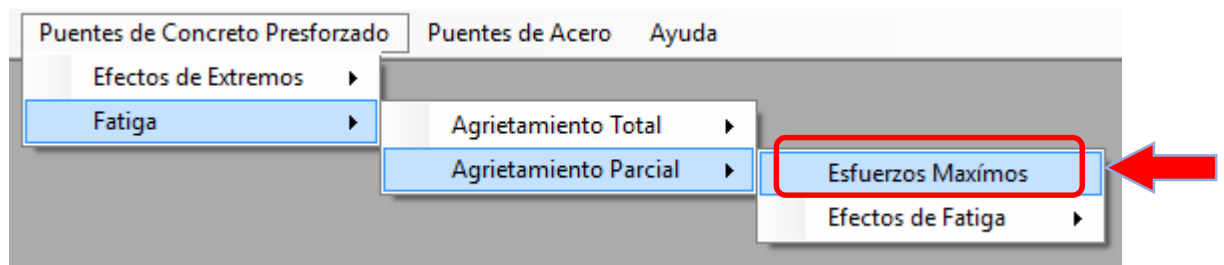 Puentes de Concreto Presforzado Puentes de Acero Ayuda
Efectos de Extremos
Fatiga
Agrietamiento Total
Agrietamiento Parcial
Esfuerzos Maxímos
Efectos de Fatiga